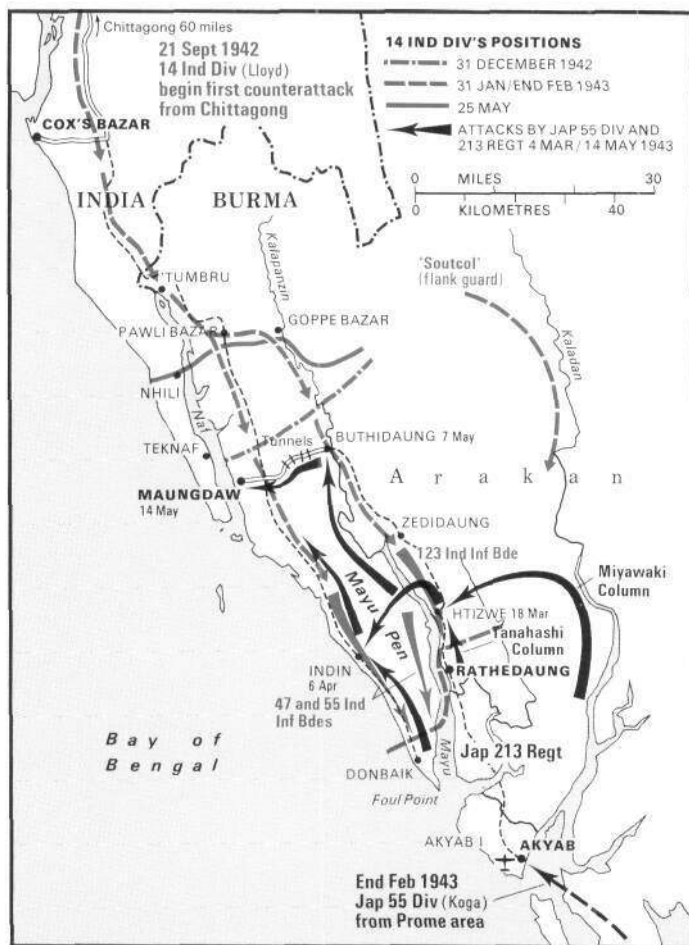 Chittagong 60 miles
21 Sept 1942
14 Ind Div (Lloyd)
begin first counterattack
from Chittagong
14 IND DIV'S POSITIONS
31 DECEMBER 1942
31 JAN/END FEB 1943
25 MAY
ATTACKS BY JAP 55 DIV AND
213 REGT 4 MAR / 14 MAY 1943
0 MILES 30
0 KILOMETRES 40
COX'S BAZAR
INDIA
BURMA
Kalapanzin
'Soutcol'
(flank guard)
Kaladan
TUMBRU
PAWLI BAZAR
GOPPE BAZAR
NHILI
Naf
TEKNAF
Tunnels
BUTHIDAUNG 7 May
MAUNGDAW
14 May
Arakan
ZEDIDAUNG
123 Ind Inf Bde
Miyawaki
Column
Mayu
Pen
HTIZWE 18 Mar
Tanahashi
Column
INDIN
6 Apr
RATHEDAUNG
47 and 55 Ind
Inf Bdes
Bay of
Bengal
Mayu
Jap 213 Regt
DONBAIK
Foul Point
AKYAB I
AKYAB
End Feb 1943
Jap 55 Div (Koga)
from Prome area